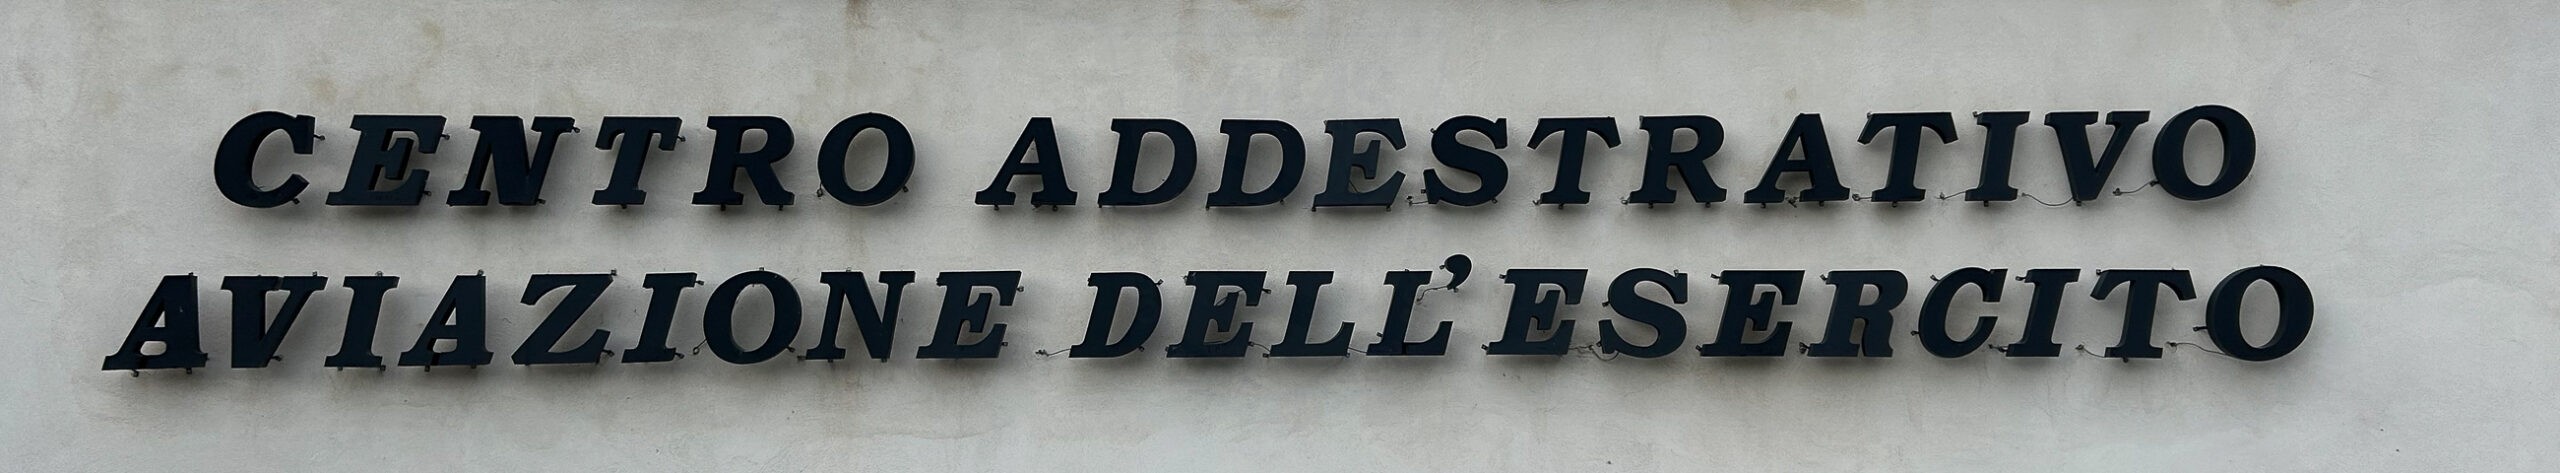 CENTRO ADDESTRATIVO
AVIAZIONE DELL'ESERCITO